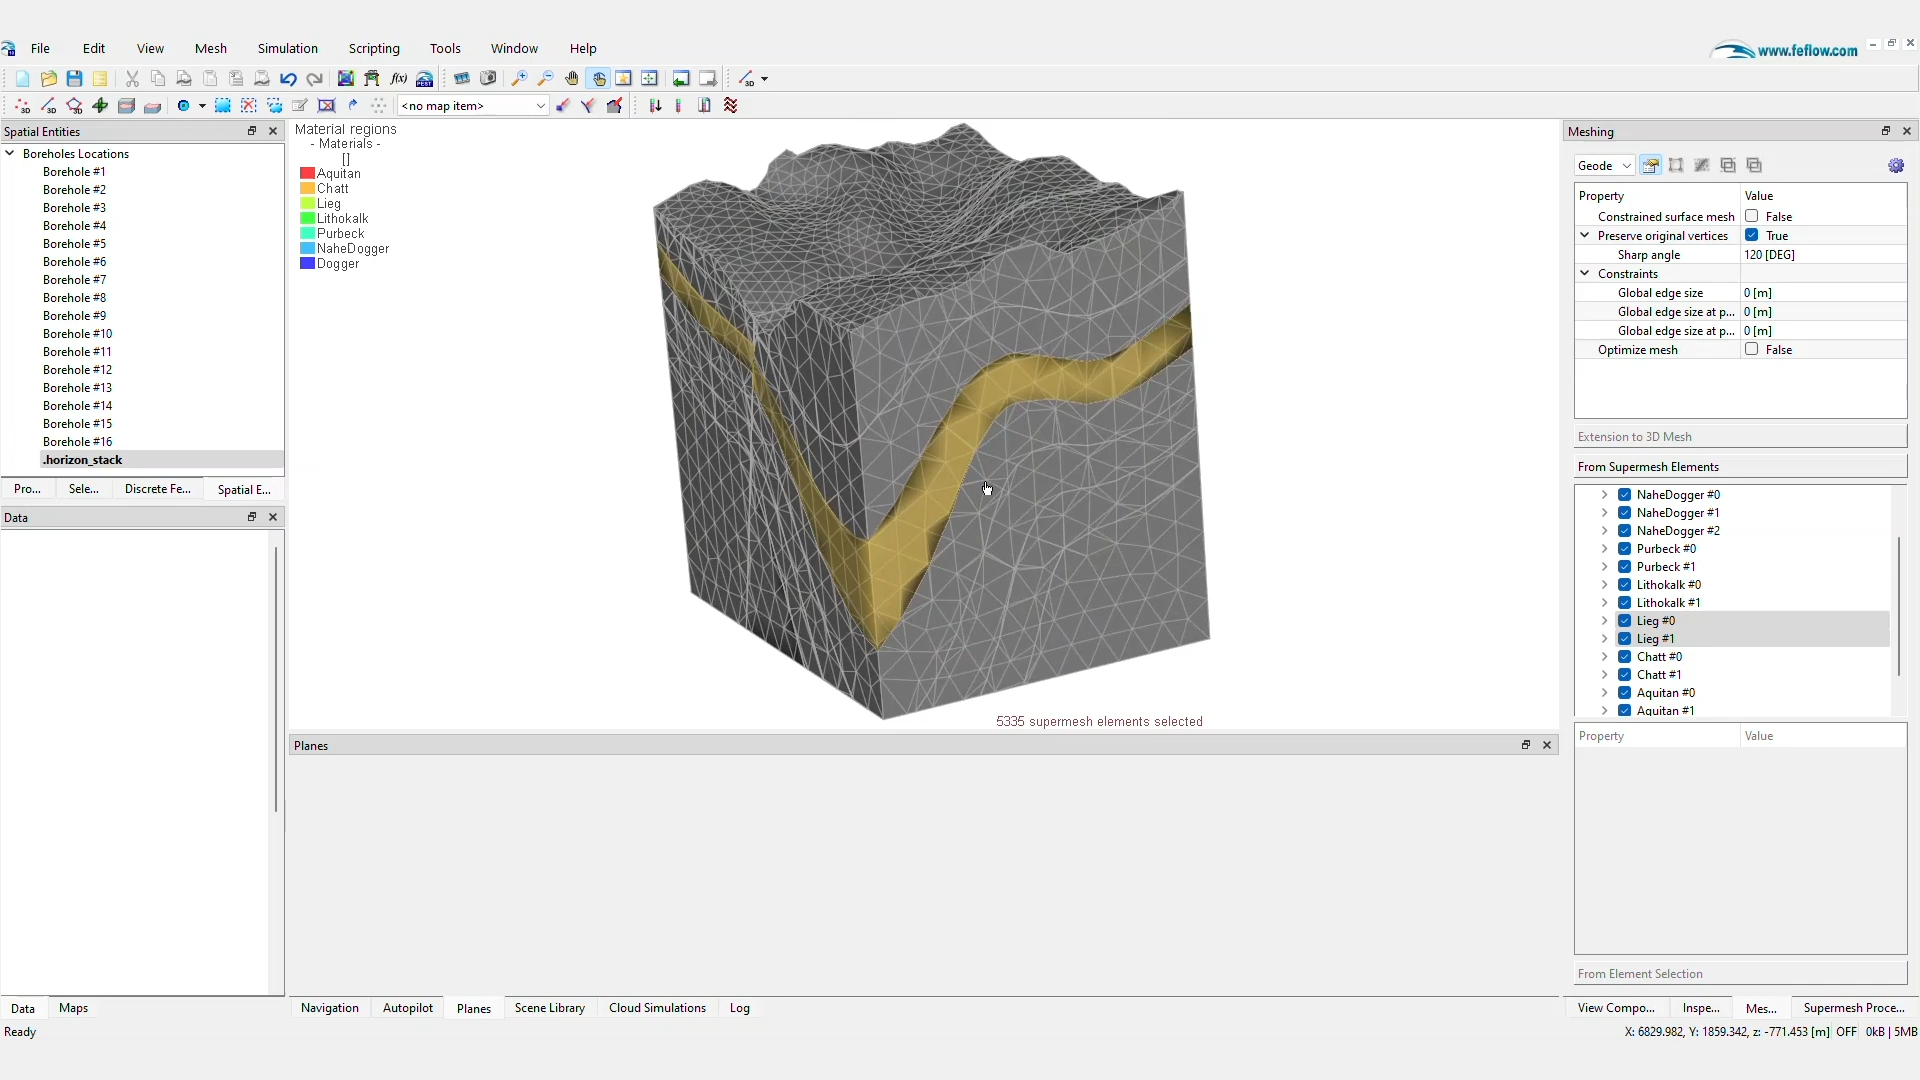 File Edit View Mesh Simulation Scripting Tools Window Help
www.feflow.com
f(x)
PEST
3D
3D 3D 3D <no map item>
Spatial Entities
Boreholes Locations
Borehole #1
Borehole #2
Borehole #3
Borehole #4
Borehole #5
Borehole #6
Borehole #7
Borehole #8
Borehole #9
Borehole #10
Borehole #11
Borehole #12
Borehole #13
Borehole #14
Borehole #15
Borehole #16
.horizon_stack
Pro... Sele... Discrete Fe... Spatial E...
Data
Data Maps
Ready
Material regions
- Materials -
[]
Aquitan
Chatt
Lieg
Lithokalk
Purbeck
NaheDogger
Dogger
5335 supermesh elements selected
Planes
Navigation Autopilot Planes Scene Library Cloud Simulations Log
Meshing
Geode
Property Value
Constrained surface mesh False
Preserve original vertices True
Sharp angle 120 [DEG]
Constraints
Global edge size 0 [m]
Global edge size at p... 0 [m]
Global edge size at p... 0 [m]
Optimize mesh False
Extension to 3D Mesh
From Supermesh Elements
NaheDogger #0
NaheDogger #1
NaheDogger #2
Purbeck #0
Purbeck #1
Lithokalk #0
Lithokalk #1
Lieg #0
Lieg #1
Chatt #0
Chatt #1
Aquitan #0
Aquitan #1
Property Value
From Element Selection
View Compo... Inspe... Mes... Supermesh Proce...
X: 6829.982, Y: 1859.342, z: -771.453 [m] OFF 0kB | 5MB